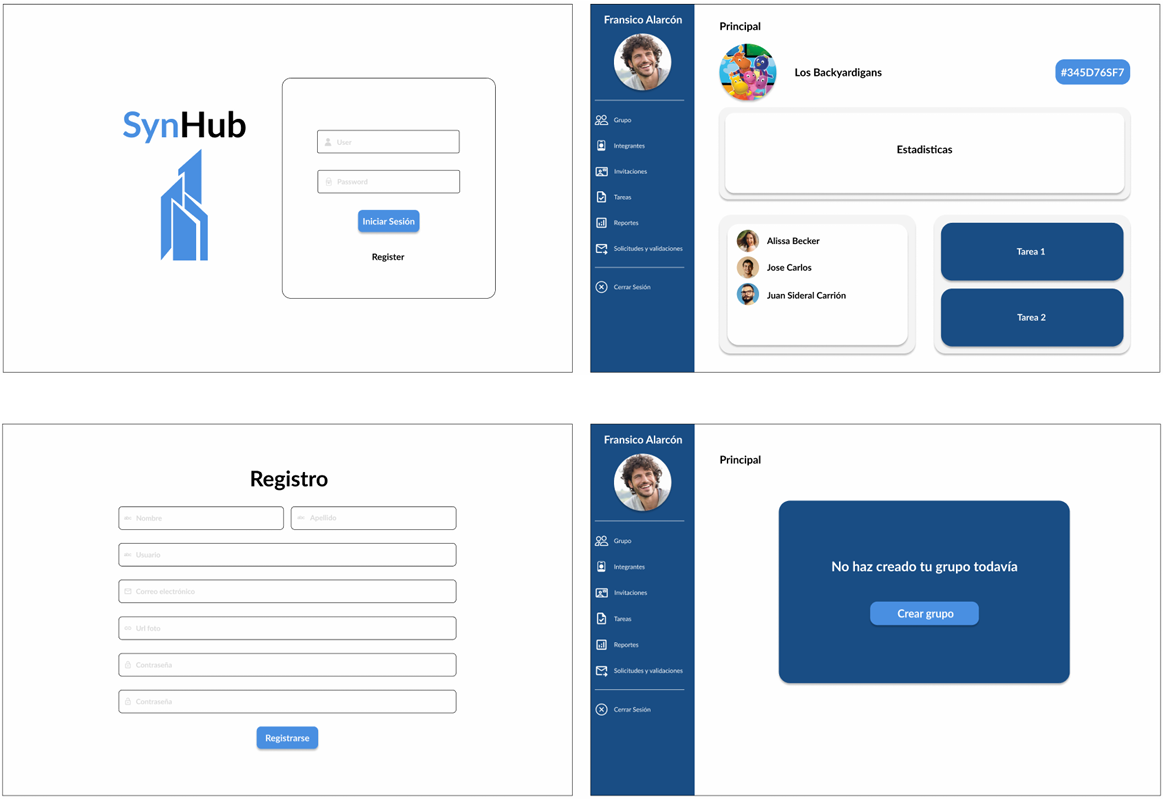 SynHub
User
Password
Iniciar Sesión
Register
Fransico Alarcón
Grupo
Integrantes
Invitaciones
Tareas
Reportes
Solicitudes y validaciones
Cerrar Sesión
Principal
Los Backyardigans
#345D76SF7
Estadisticas
Alissa Becker
Jose Carlos
Juan Sideral Carrión
Tarea 1
Tarea 2
Registro
Nombre
Apellido
Usuario
Correo electrónico
Url foto
Contraseña
Contraseña
Registrarse
Fransico Alarcón
Grupo
Integrantes
Invitaciones
Tareas
Reportes
Solicitudes y validaciones
Cerrar Sesión
Principal
No haz creado tu grupo todavía
Crear grupo